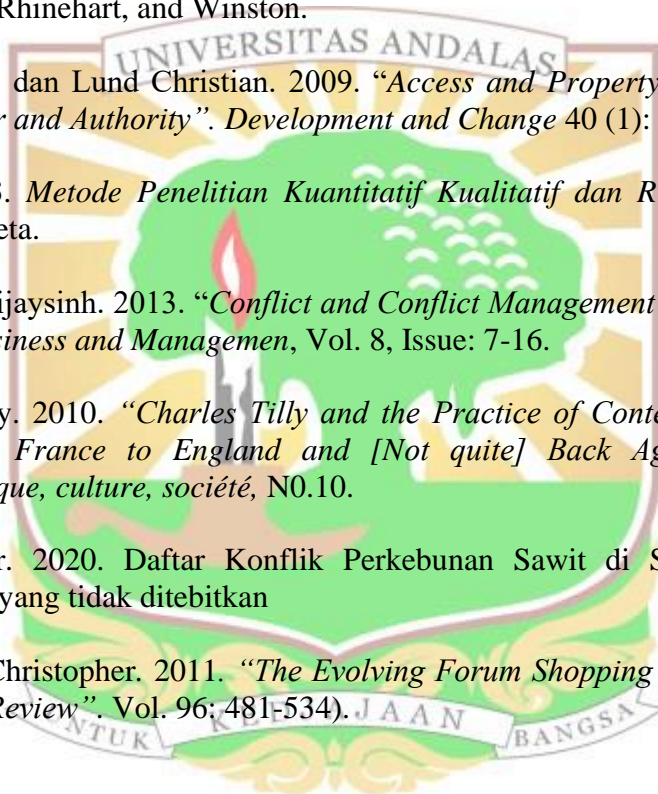 Rhinehart, and Winston.
UNIVERSITAS ANDALAS
dan Lund Christian. 2009. “Access and Property
and Authority”. Development and Change 40 (1):
Metode Penelitian Kuantitatif Kualitatif dan R
eta.
ijaysinh. 2013. “Conflict and Conflict Management
siness and Managemen, Vol. 8, Issue: 7-16.
y. 2010. “Charles Tilly and the Practice of Conte
France to England and [Not quite] Back Ag
que, culture, société, N0.10.
r. 2020. Daftar Konflik Perkebunan Sawit di S
yang tidak ditebitkan
Christopher. 2011. “The Evolving Forum Shopping
Review”. Vol. 96: 481-534).
UNTUK KEDJAJAAN BANGSA